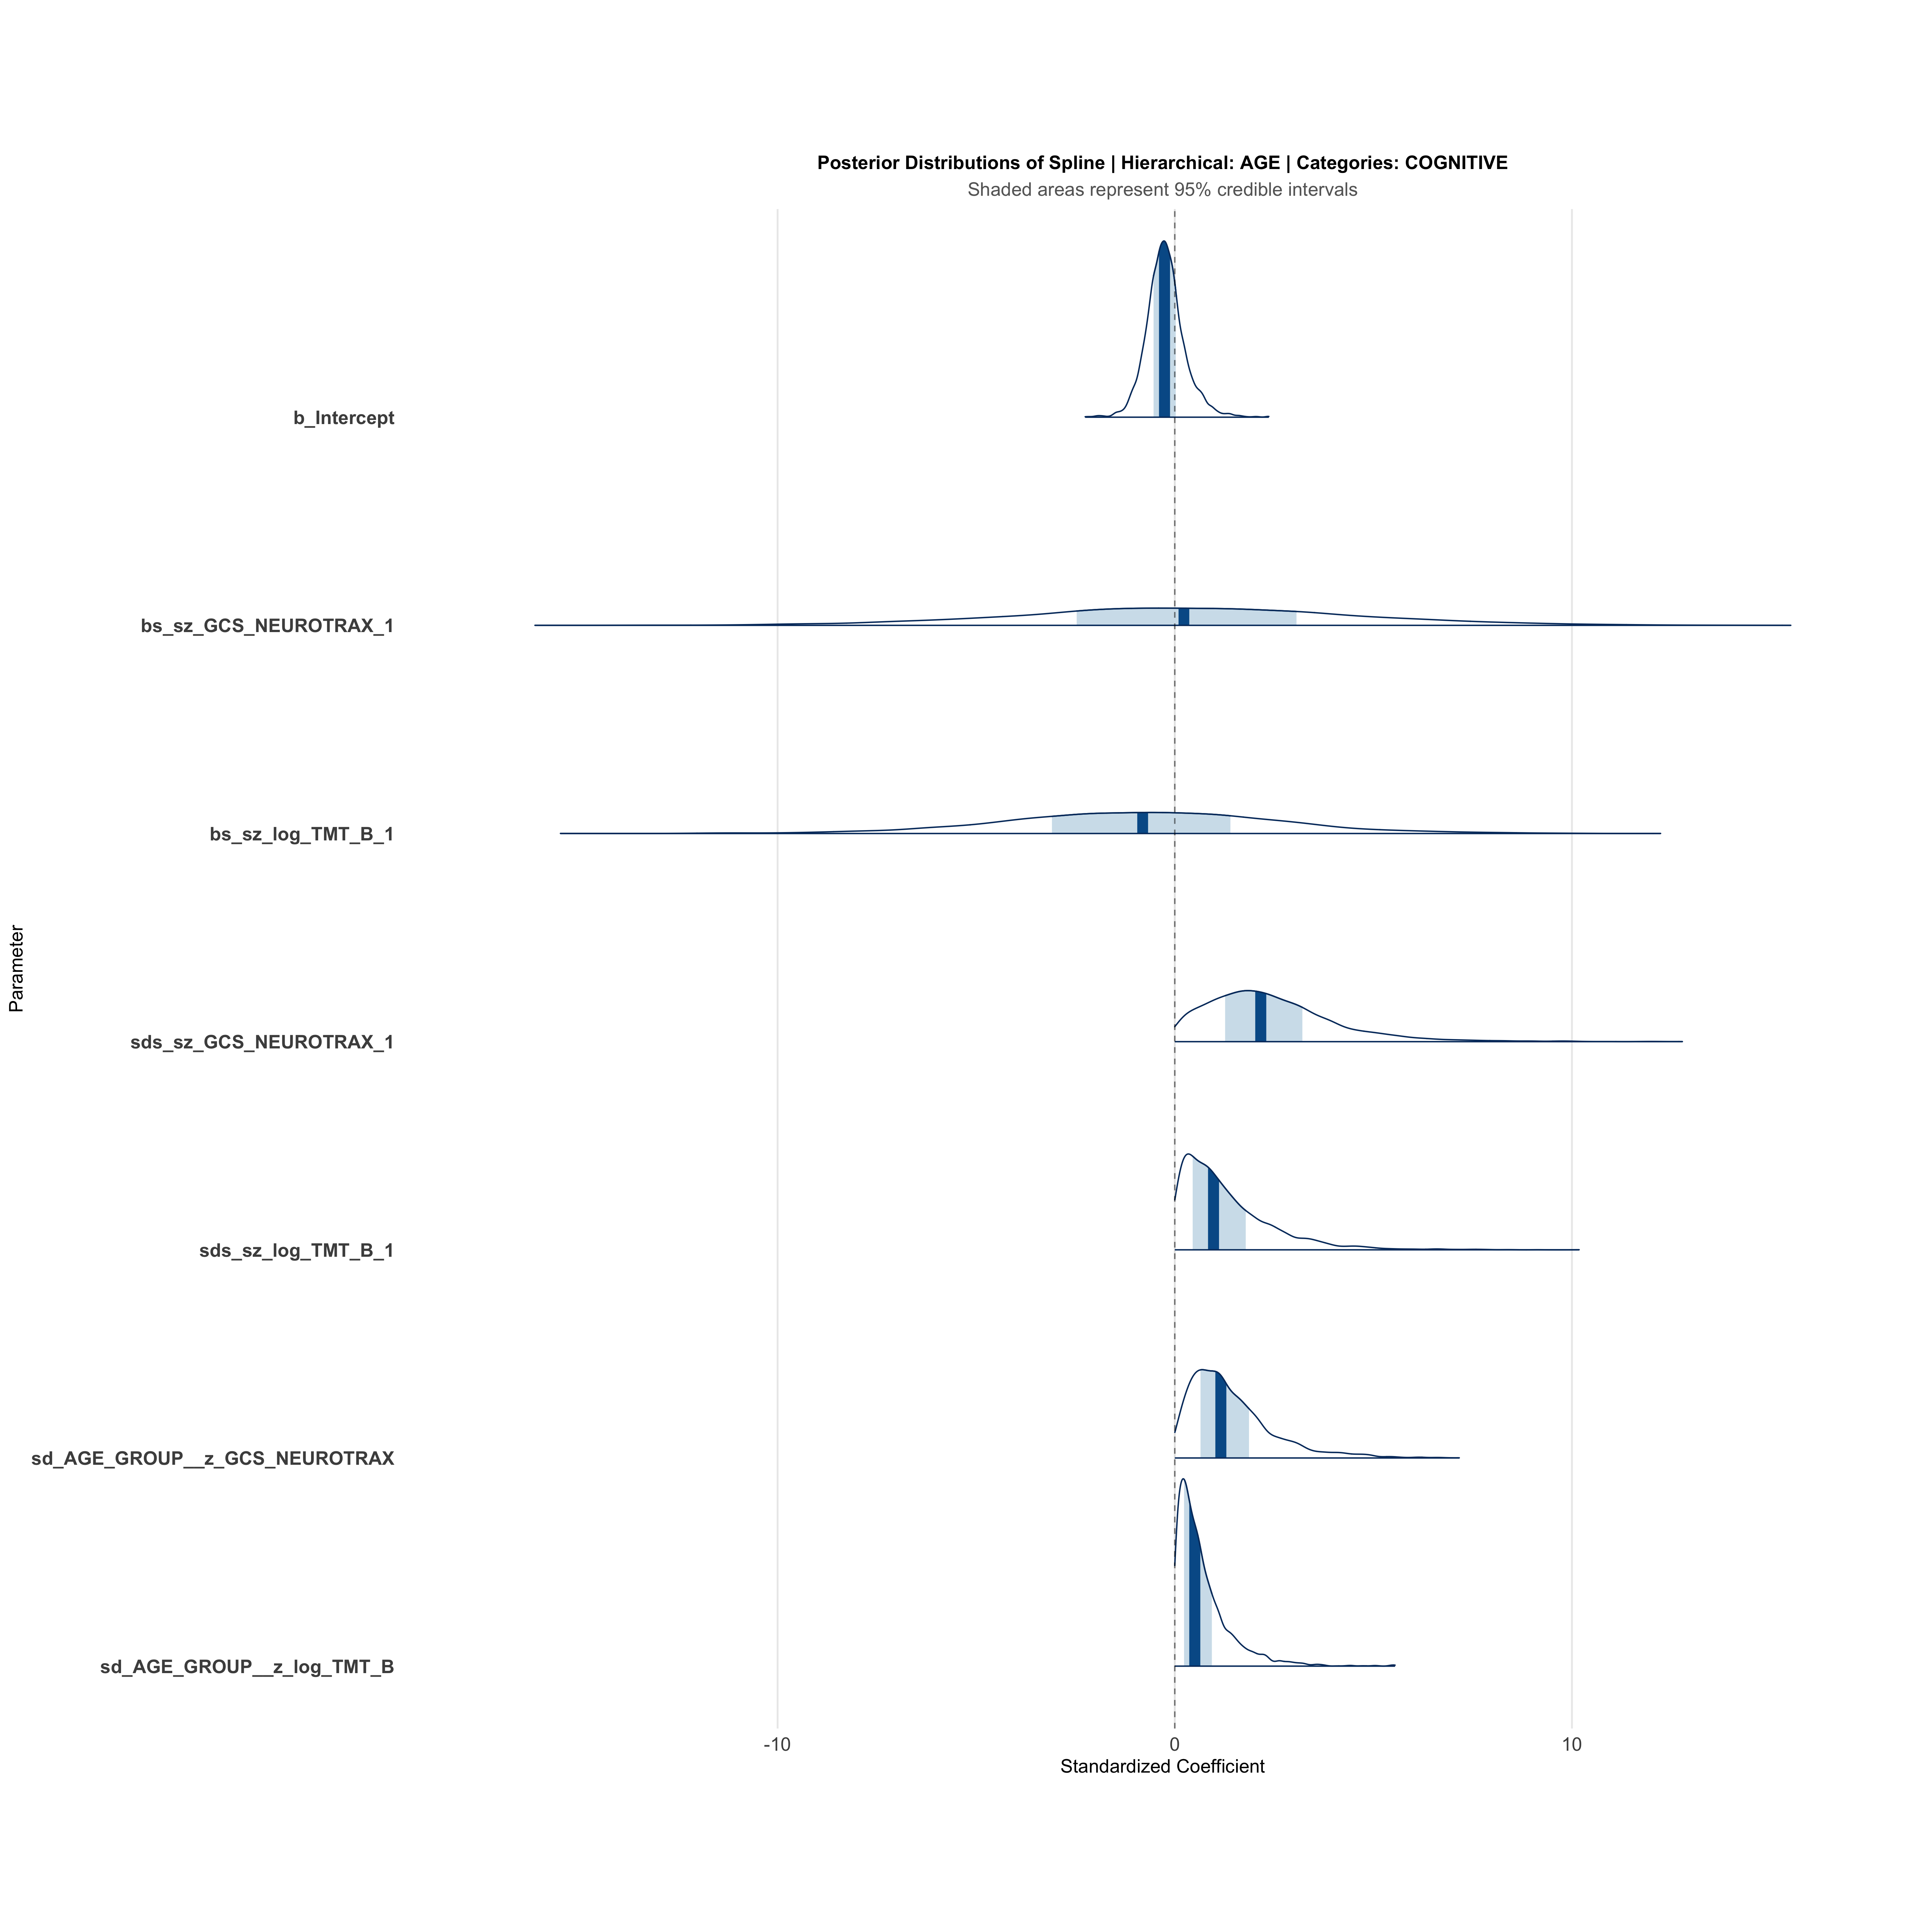 Posterior Distributions of Spline | Hierarchical: AGE | Categories: COGNITIVE
Shaded areas represent 95% credible intervals
Parameter
b_Intercept
bs_sz_GCS_NEUROTRAX_1
bs_sz_log_TMT_B_1
sds_sz_GCS_NEUROTRAX_1
sds_sz_log_TMT_B_1
sd_AGE_GROUP__z_GCS_NEUROTRAX
sd_AGE_GROUP__z_log_TMT_B
-10 0 10
Standardized Coefficient